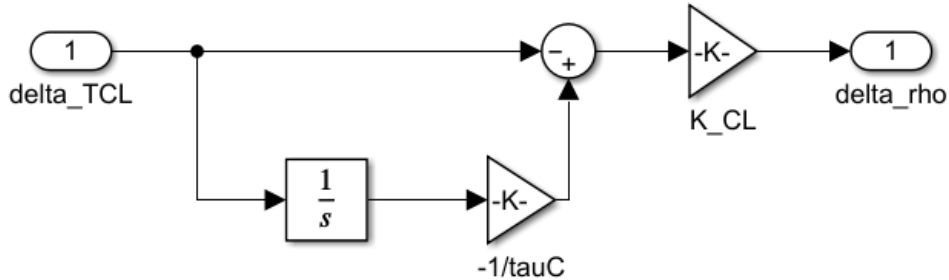 1
delta_TCL
−
+
-K-
K_CL
1
delta_rho
1
s
-K-
-1/tauC